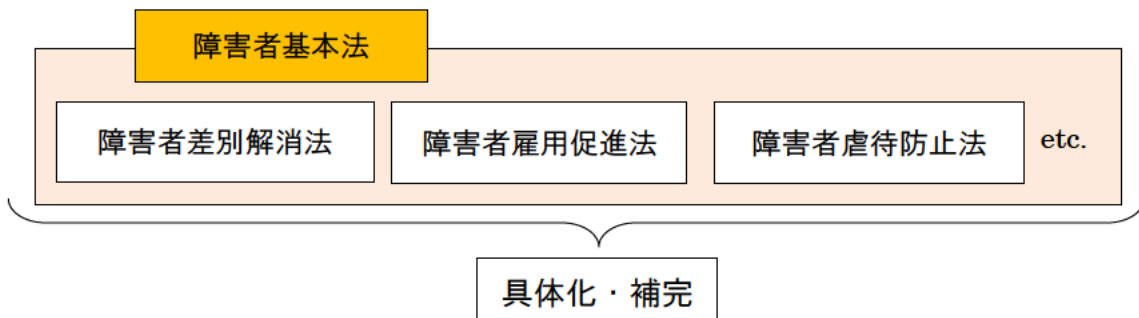 障害者基本法
障害者差別解消法
障害者雇用促進法
障害者虐待防止法
etc.
具体化・補完